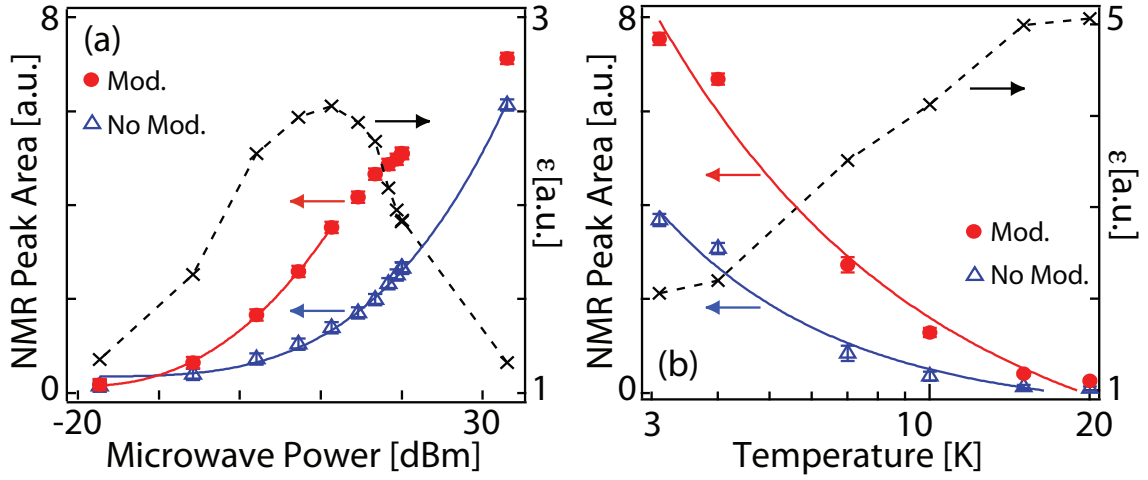 (a)
Mod.
No Mod.
NMR Peak Area [a.u.]
8
0
-20
30
Microwave Power [dBm]
3
1
ε[a.u.]
(b)
Mod.
No Mod.
NMR Peak Area [a.u.]
8
0
3
10
20
Temperature [K]
5
1
ε[a.u.]